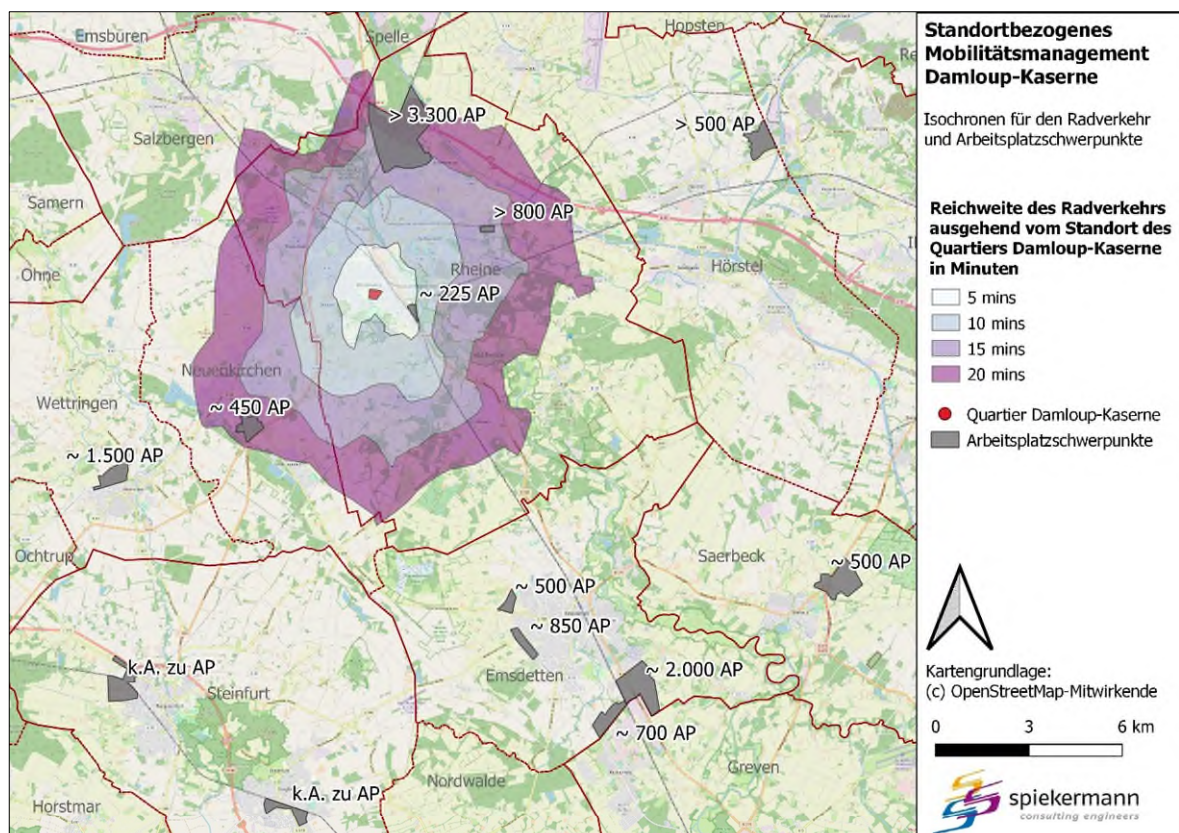 Emsbüren
Spelle
Hopsten
Salzbergen
> 3.300 AP
> 500 AP
Samern
> 800 AP
Ohne
Rheine
Hörstel
~ 225 AP
Neuenkirchen
Wettringen
~ 450 AP
~ 1.500 AP
Ochtrup
Saerbeck
~ 500 AP
~ 500 AP
~ 850 AP
k.A. zu AP
Emsdetten
~ 2.000 AP
Steinfurt
~ 700 AP
Greven
Nordwalde
k.A. zu AP
Horstmar
Standortbezogenes
Mobilitätsmanagement
Damloup-Kaserne
Isochronen für den Radverkehr
und Arbeitsplatzschwerpunkte
Reichweite des Radverkehrs
ausgehend vom Standort des
Quartiers Damloup-Kaserne
in Minuten
5 mins
10 mins
15 mins
20 mins
Quartier Damloup-Kaserne
Arbeitsplatzschwerpunkte
Kartengrundlage:
(c) OpenStreetMap-Mitwirkende
0 3 6 km
spiekermann
consulting engineers